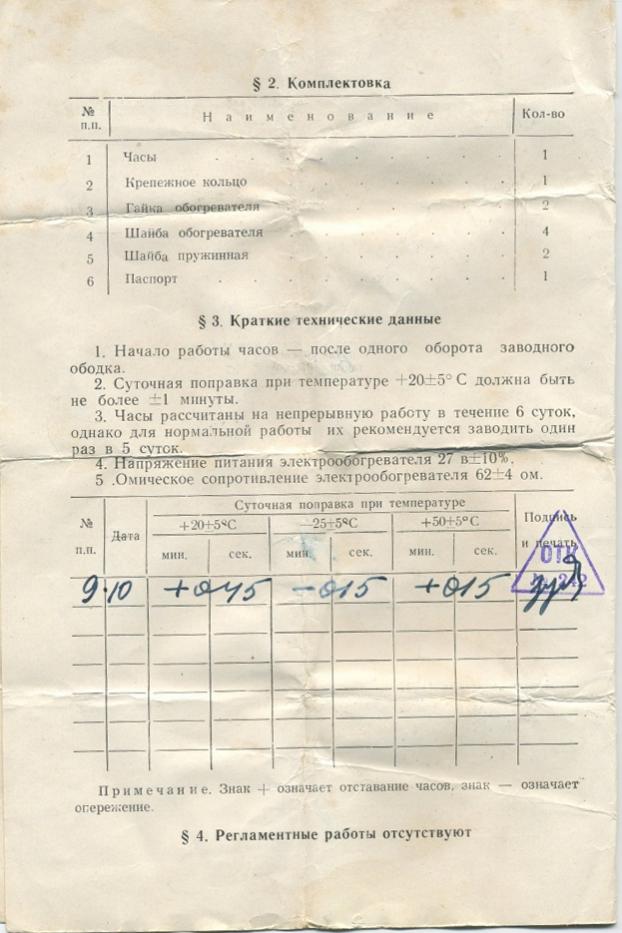 § 2. Комплектовка
№ п.п. Наименование Кол-во
1 Часы 1
2 Крепежное кольцо 1
3 Гайка обогревателя 2
4 Шайба обогревателя 4
5 Шайба пружинная 2
6 Паспорт 1
§ 3. Краткие технические данные
1. Начало работы часов — после одного оборота заводного
ободка.
2. Суточная поправка при температуре +20±5° С должна быть
не более ±1 минуты.
3. Часы рассчитаны на непрерывную работу в течение 6 суток,
однако для нормальной работы их рекомендуется заводить один
раз в 5 суток.
4. Напряжение питания электрообогревателя 27 в±10%.
5 .Омическое сопротивление электрообогревателя 62±4 ом.
Суточная поправка при температуре
№ п.п. Дата +20±5°С —25±5°С +50±5°С Подпись и печать
мин. сек. мин. сек. мин. сек.
ОТК
9·10 +0 45 -0 15 +0 15
Примечание. Знак + означает отставание часов, знак — означает
опережение.
§ 4. Регламентные работы отсутствуют